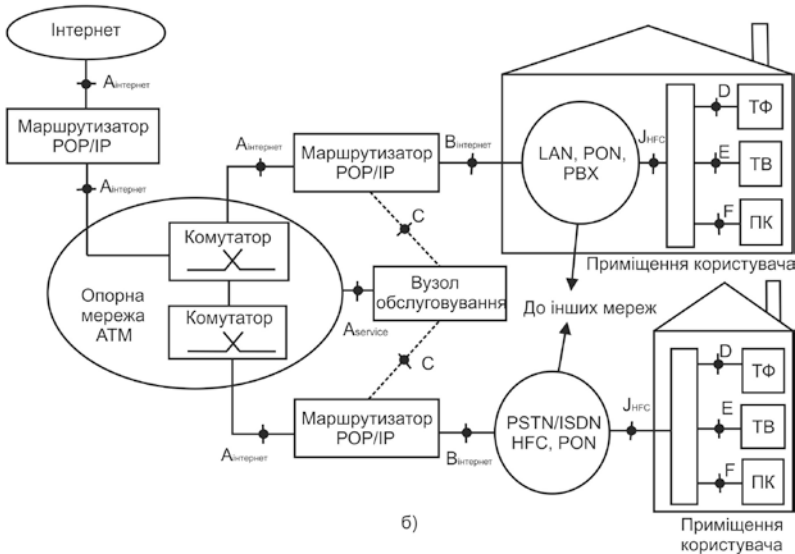 Інтернет
Aінтернет
Маршрутизатор
POP/IP
Aінтернет
Aінтернет
Маршрутизатор
POP/IP
Bінтернет
LAN, PON,
PBX
JHFC
D
ТФ
E
ТВ
F
ПК
Приміщення користувача
C
Комутатор
Опорна
мережа
ATM
Комутатор
Aservice
Вузол
обслуговування
До інших мереж
C
Aінтернет
Маршрутизатор
POP/IP
Bінтернет
PSTN/ISDN
HFC, PON
JHFC
D
ТФ
E
ТВ
F
ПК
Приміщення
користувача
б)